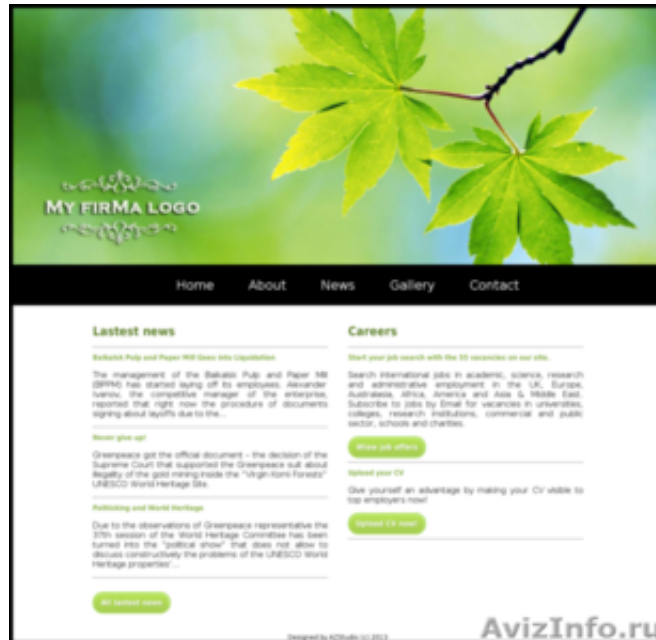 MY FIRMA LOGO
Home About News Gallery Contact
Lastest news
Baikalsk Pulp and Paper Mill Goes into Liquidation
The management of the Baikalsk Pulp and Paper Mill
(BPPM) has started laying off its employees. Alexander
Ivanov, the competitive manager of the enterprise,
reported that right now the procedure of documents
signing about layoffs due to the...
Never give up!
Greenpeace got the official document – the decision of the
Supreme Court that supported the Greenpeace suit about
illegality of the gold mining inside the "Virgin Komi Forests"
UNESCO World Heritage Site.
Politicking and World Heritage
Due to the observations of Greenpeace representative the
37th session of the World Heritage Committee has been
turned into the "political show" that does not allow to
discuss constructively the problems of the UNESCO World
Heritage properties'...
All lastest news
Careers
Start your job search with the 55 vacancies on our site.
Search international jobs in academic, science, research
and administrative employment in the UK, Europe,
Australasia, Africa, America and Asia & Middle East.
Subscribe to Jobs by Email for vacancies in universities,
colleges, research institutions, commercial and public
sector, schools and charities.
Show job offers
Upload your CV
Give yourself an advantage by making your CV visible to
top employers now!
Upload CV now!
Designed by AZStudio (c) 2013
AvizInfo.ru